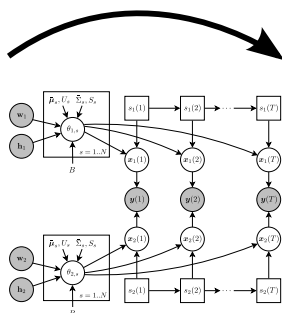 w₁
h₁
μ̃ₛ, Uₛ Σ̃ₛ, Sₛ
θ₁,ₛ
s = 1..N
B
s₁(1) s₁(2) ··· s₁(T)
x₁(1) x₁(2) x₁(T)
y(1) y(2) y(T)
x₂(1) x₂(2) x₂(T)
w₂
h₂
μ̃ₛ, Uₛ Σ̃ₛ, Sₛ
θ₂,ₛ
s = 1..N
s₂(1) s₂(2) ··· s₂(T)